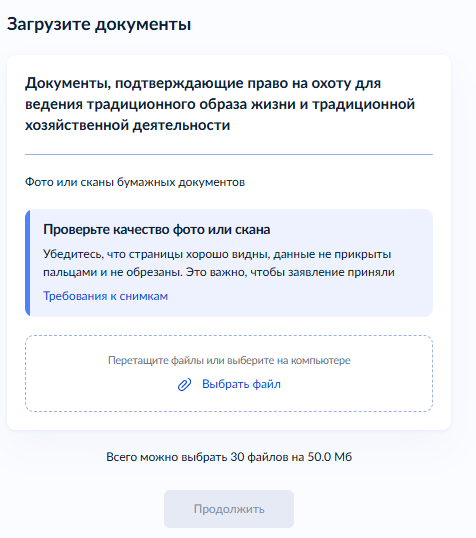 Загрузите документы
Документы, подтверждающие право на охоту для
ведения традиционного образа жизни и традиционной
хозяйственной деятельности
Фото или сканы бумажных документов
Проверьте качество фото или скана
Убедитесь, что страницы хорошо видны, данные не прикрыты
пальцами и не обрезаны. Это важно, чтобы заявление приняли
Требования к снимкам
Перетащите файлы или выберите на компьютере
Выбрать файл
Всего можно выбрать 30 файлов на 50.0 Мб
Продолжить